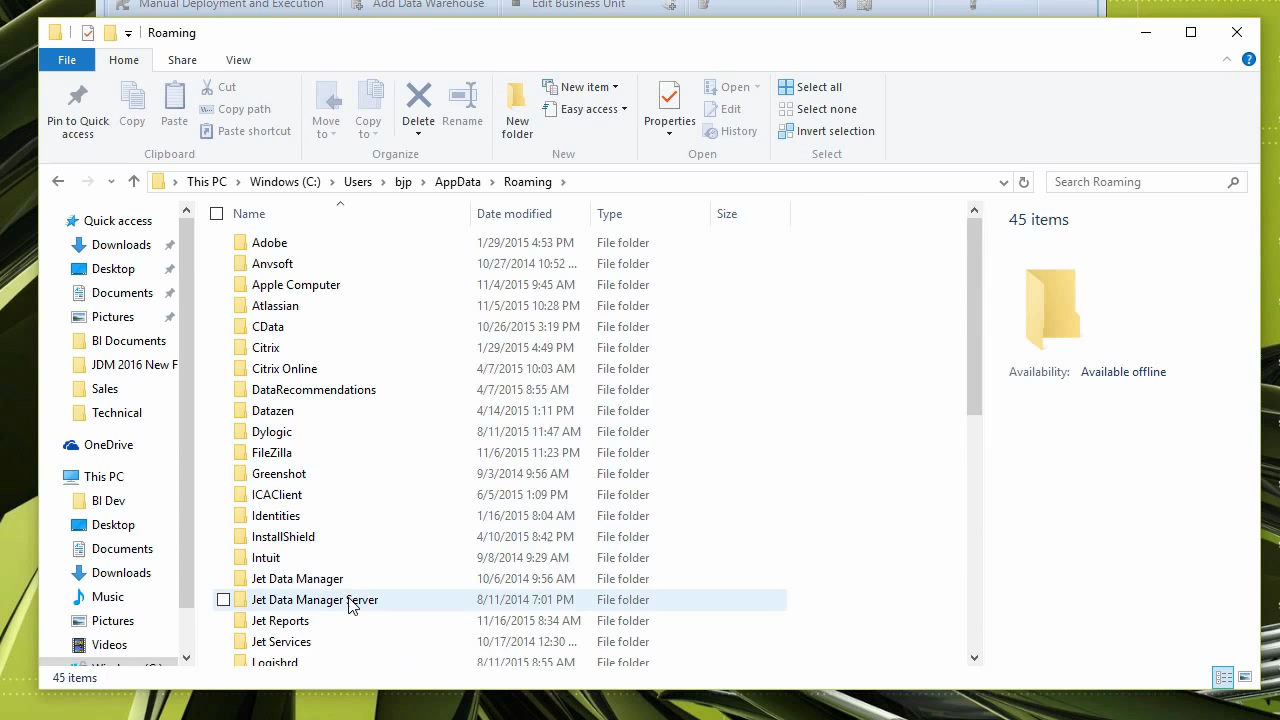 Manual Deployment and Execution Add Data Warehouse Edit Business Unit
Roaming
File Home Share View
Pin to Quick access
Copy
Paste
Cut
Copy path
Paste shortcut
Clipboard
Move to
Copy to
Delete
Rename
Organize
New folder
New item
Easy access
New
Properties
Open
Edit
History
Open
Select all
Select none
Invert selection
Select
This PC > Windows (C:) > Users > bjp > AppData > Roaming >
Search Roaming
Quick access
Downloads
Desktop
Documents
Pictures
BI Documents
JDM 2016 New F
Sales
Technical
OneDrive
This PC
BI Dev
Desktop
Documents
Downloads
Music
Pictures
Videos
Windows (C:)
Name Date modified Type Size
Adobe 1/29/2015 4:53 PM File folder
Anvsoft 10/27/2014 10:52 ... File folder
Apple Computer 11/4/2015 9:45 AM File folder
Atlassian 11/5/2015 10:28 PM File folder
CData 10/26/2015 3:19 PM File folder
Citrix 1/29/2015 4:49 PM File folder
Citrix Online 4/7/2015 10:03 AM File folder
DataRecommendations 4/7/2015 8:55 AM File folder
Datazen 4/14/2015 1:11 PM File folder
Dylogic 8/11/2015 11:47 AM File folder
FileZilla 11/6/2015 11:23 PM File folder
Greenshot 9/3/2014 9:56 AM File folder
ICAClient 6/5/2015 1:09 PM File folder
Identities 1/16/2015 8:04 AM File folder
InstallShield 4/10/2015 8:42 PM File folder
Intuit 9/8/2014 9:29 AM File folder
Jet Data Manager 10/6/2014 9:56 AM File folder
Jet Data Manager Server 8/11/2014 7:01 PM File folder
Jet Reports 11/16/2015 8:34 AM File folder
Jet Services 10/17/2014 12:30 ... File folder
Logishrd 8/11/2015 8:55 AM File folder
45 items
Availability: Available offline
45 items